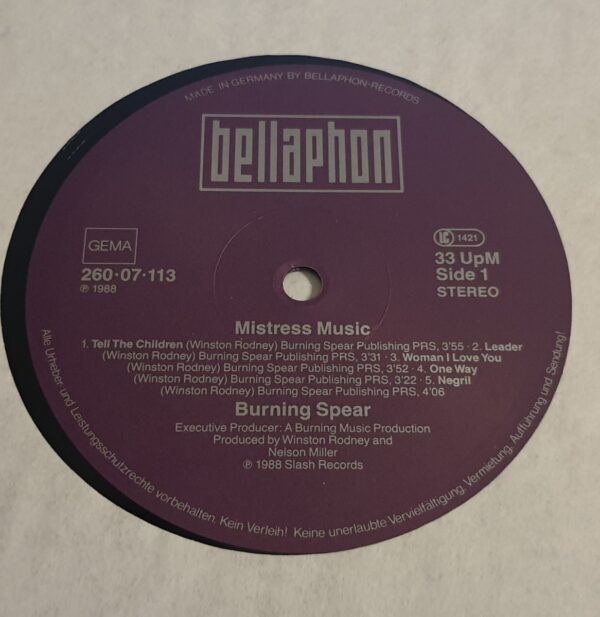 MADE IN GERMANY BY BELLAPHON-RECORDS
bellaphon
GEMA
LC 1421
260·07·113
33 UpM
℗ 1988
Side 1
STEREO
Mistress Music
1. Tell The Children (Winston Rodney) Burning Spear Publishing PRS, 3'55 · 2. Leader
(Winston Rodney) Burning Spear Publishing PRS, 3'31 · 3. Woman I Love You
(Winston Rodney) Burning Spear Publishing PRS, 3'52 · 4. One Way
(Winston Rodney) Burning Spear Publishing PRS, 3'22 · 5. Negril
(Winston Rodney) Burning Spear Publishing PRS, 4'06
Burning Spear
Executive Producer: A Burning Music Production
Produced by Winston Rodney and
Nelson Miller
℗ 1988 Slash Records
Alle Urheber und Leistungsschutzrechte vorbehalten. Kein Verleih! Keine unerlaubte Vervielfältigung, Vermietung, Aufführung und Sendung!